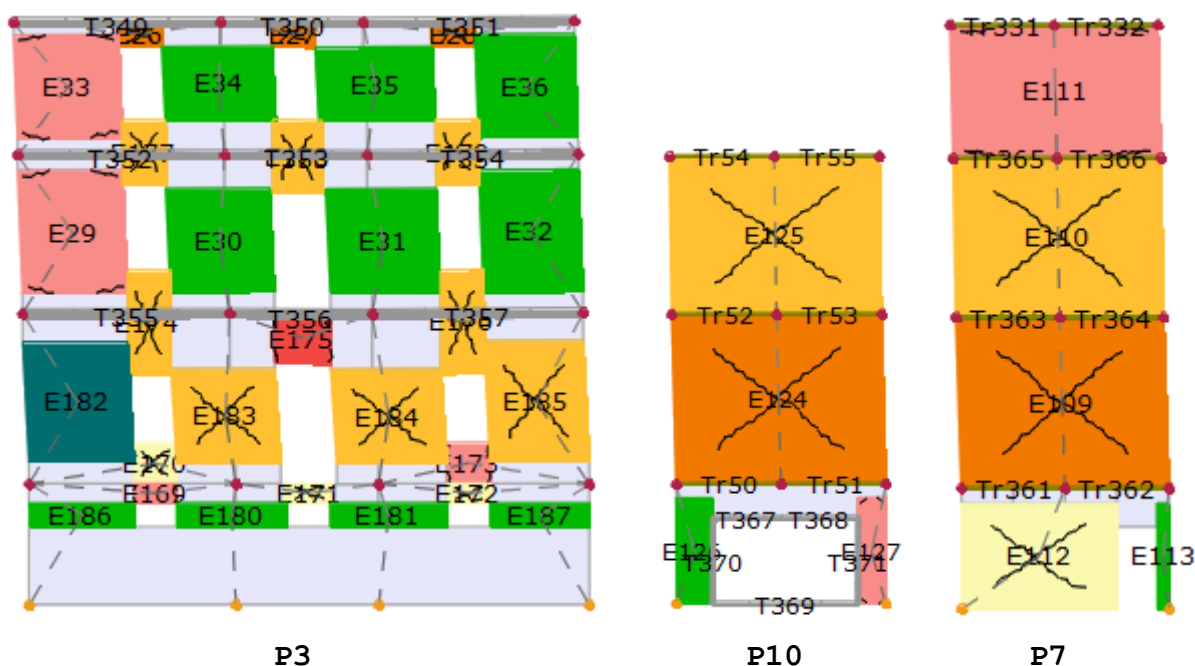 T349 T350 T351
E33 E34 E35 E36
T352 T353 T354
E29 E30 E31 E32
T355 T356 T357
E174 E175
E182 E183 E184 E185
E170 E173
E169 E171 E172
E186 E180 E181 E187
P3
Tr54 Tr55
E125
Tr52 Tr53
E124
Tr50 Tr51
T367 T368
E127
T370 T371
T369
P10
Tr331 Tr332
E111
Tr365 Tr366
E110
Tr363 Tr364
E109
Tr361 Tr362
E112 E113
P7